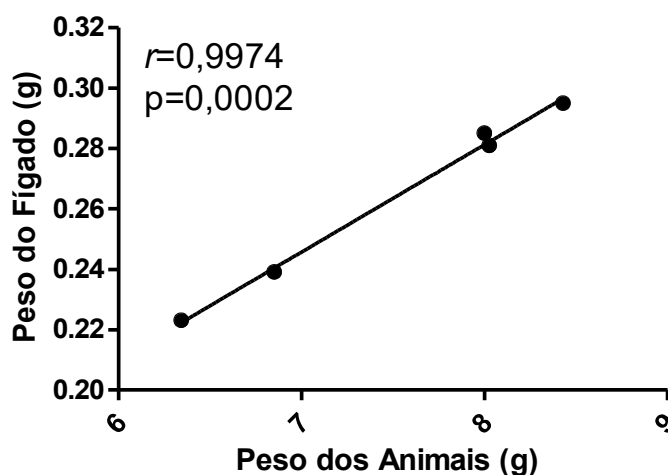 0.32
r=0,9974
p=0,0002
0.30
0.28
0.26
0.24
0.22
0.20
Peso do Fígado (g)
6
7
8
9
Peso dos Animais (g)